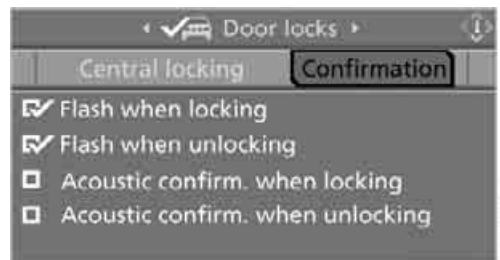 Door locks
Central locking Confirmation
Flash when locking
Flash when unlocking
Acoustic confirm. when locking
Acoustic confirm. when unlocking